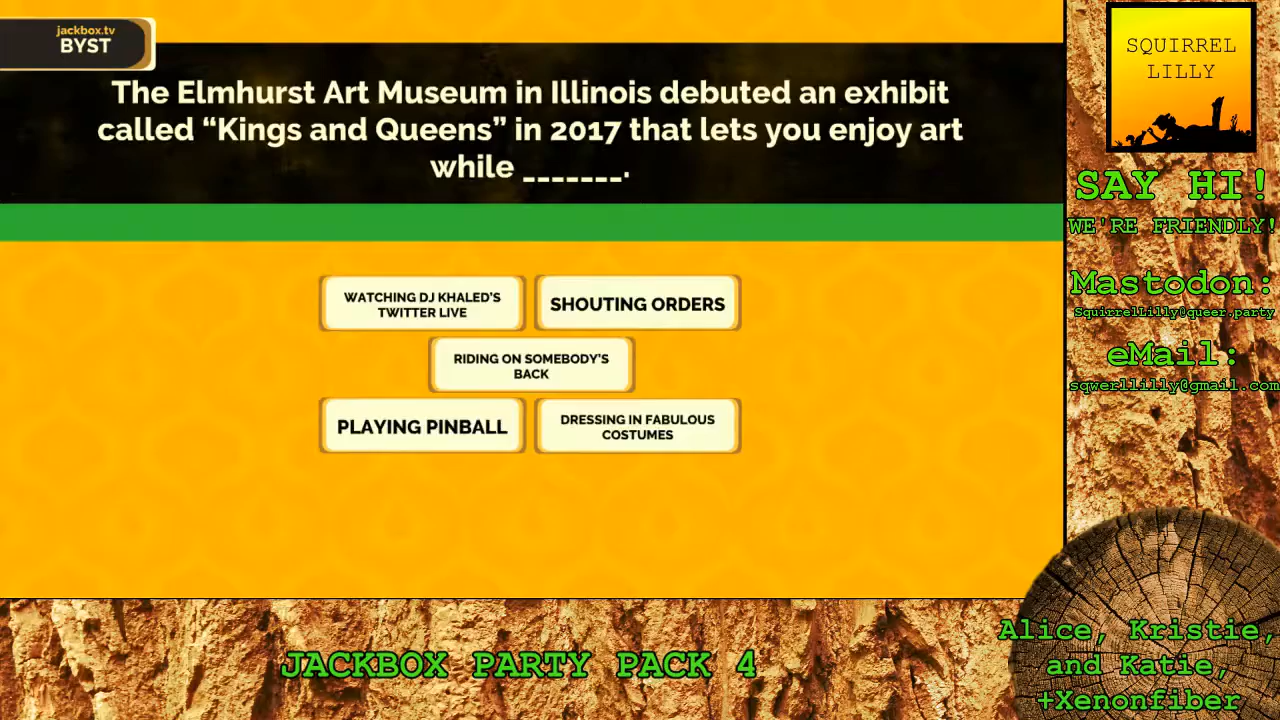 jackbox.tv
BYST
The Elmhurst Art Museum in Illinois debuted an exhibit
called “Kings and Queens” in 2017 that lets you enjoy art
while _______.
WATCHING DJ KHALED'S
TWITTER LIVE
SHOUTING ORDERS
RIDING ON SOMEBODY'S
BACK
PLAYING PINBALL
DRESSING IN FABULOUS
COSTUMES
SQUIRREL
LILLY
SAY HI!
WE'RE FRIENDLY!
Mastodon:
SquirrelLilly@queer.party
eMail:
sqwerllilly@gmail.com
JACKBOX PARTY PACK 4
Alice, Kristie,
and Katie,
+Xenonfiber